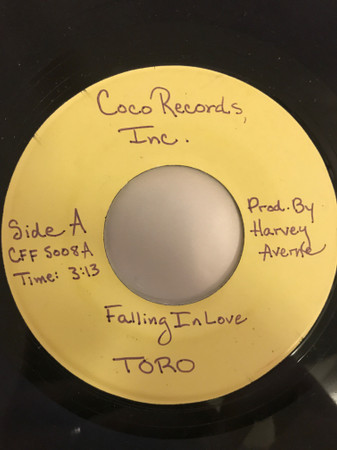 Coco Records,
Inc.
Side A
CFF 5008A
Time: 3:13
Prod. By
Harvey
Averne
Falling In Love
TORO